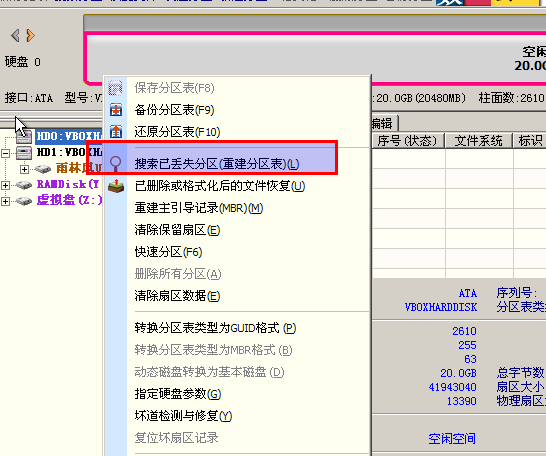 空闲
20.0G
硬盘 0
接口:ATA 型号:V
:20.0GB(20480MB) 柱面数:2610
HD0:VBOXHA
HD1:VBOXHA
雨林
RAMDisk(Y
虚拟盘(Z:)
保存分区表(F8)
备份分区表(F9)
还原分区表(F10)
搜索已丢失分区(重建分区表)(L)
已删除或格式化后的文件恢复(U)
重建主引导记录(MBR)(M)
清除保留扇区(E)
快速分区(F6)
删除所有分区(A)
清除扇区数据(E)
转换分区表类型为GUID格式 (P)
转换分区表类型为MBR格式 (B)
动态磁盘转换为基本磁盘 (D)
指定硬盘参数(G)
坏道检测与修复(Y)
复位坏扇区记录
编辑
序号(状态) 文件系统 标识
ATA 序列号:
VBOXHARDDISK 分区表类
2610
255
63
20.0GB 总字节数
41943040 扇区大小
13390 物理扇区大
空闲空间